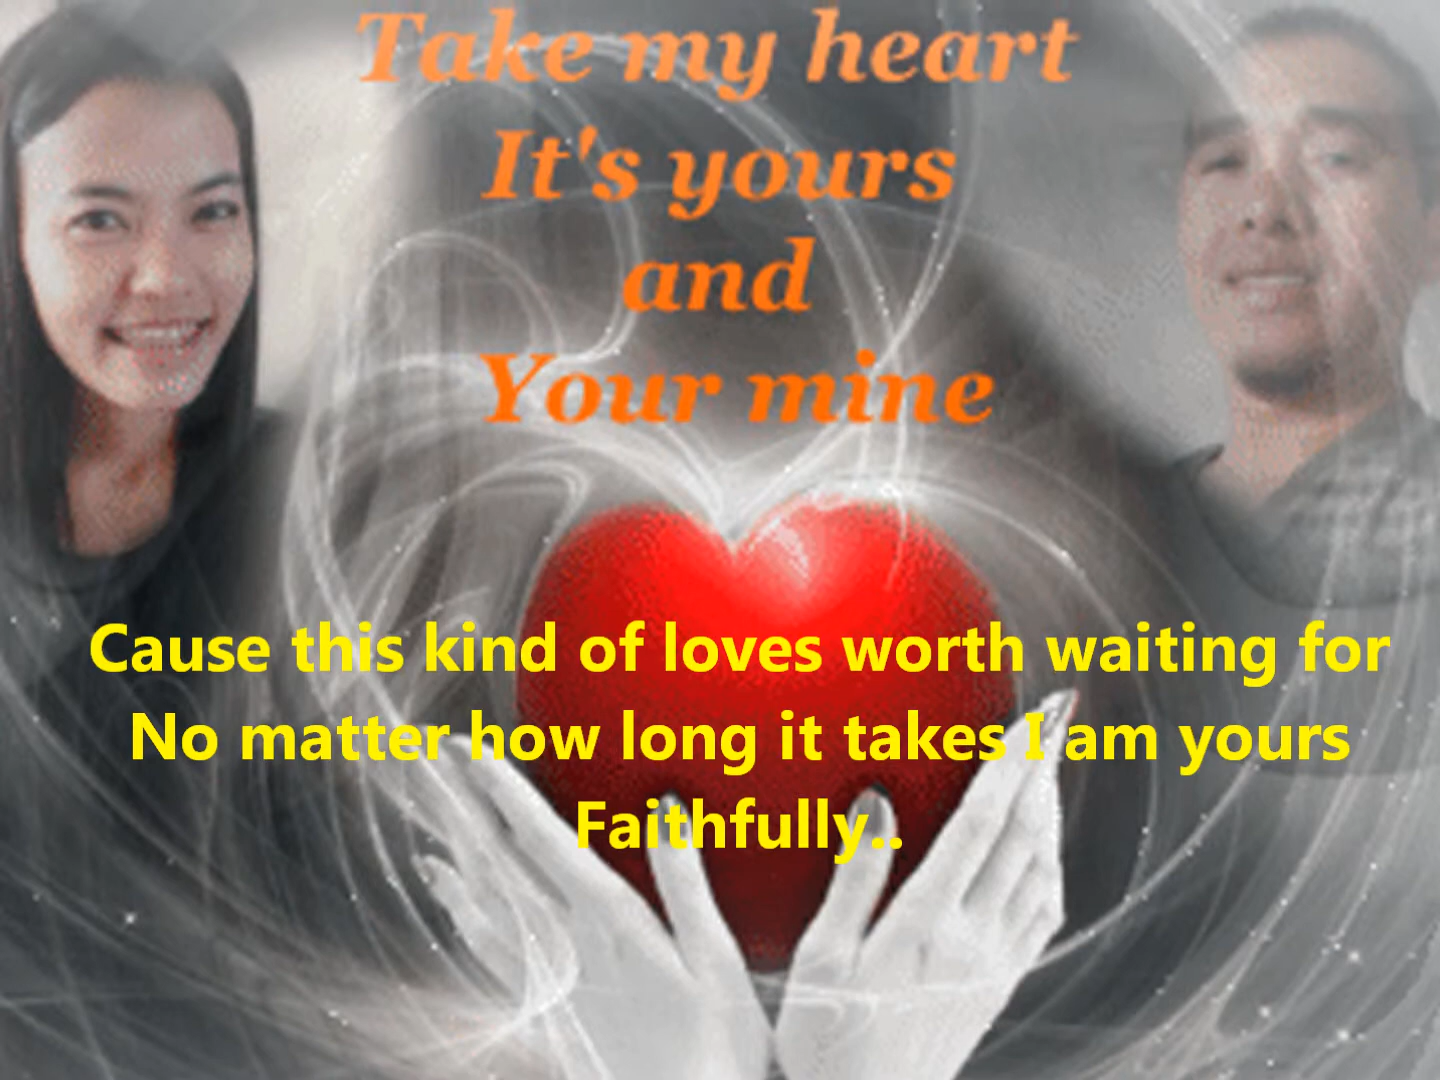 Take my heart
It's yours
and
Your mine
Cause this kind of loves worth waiting for
No matter how long it takes I am yours
Faithfully..